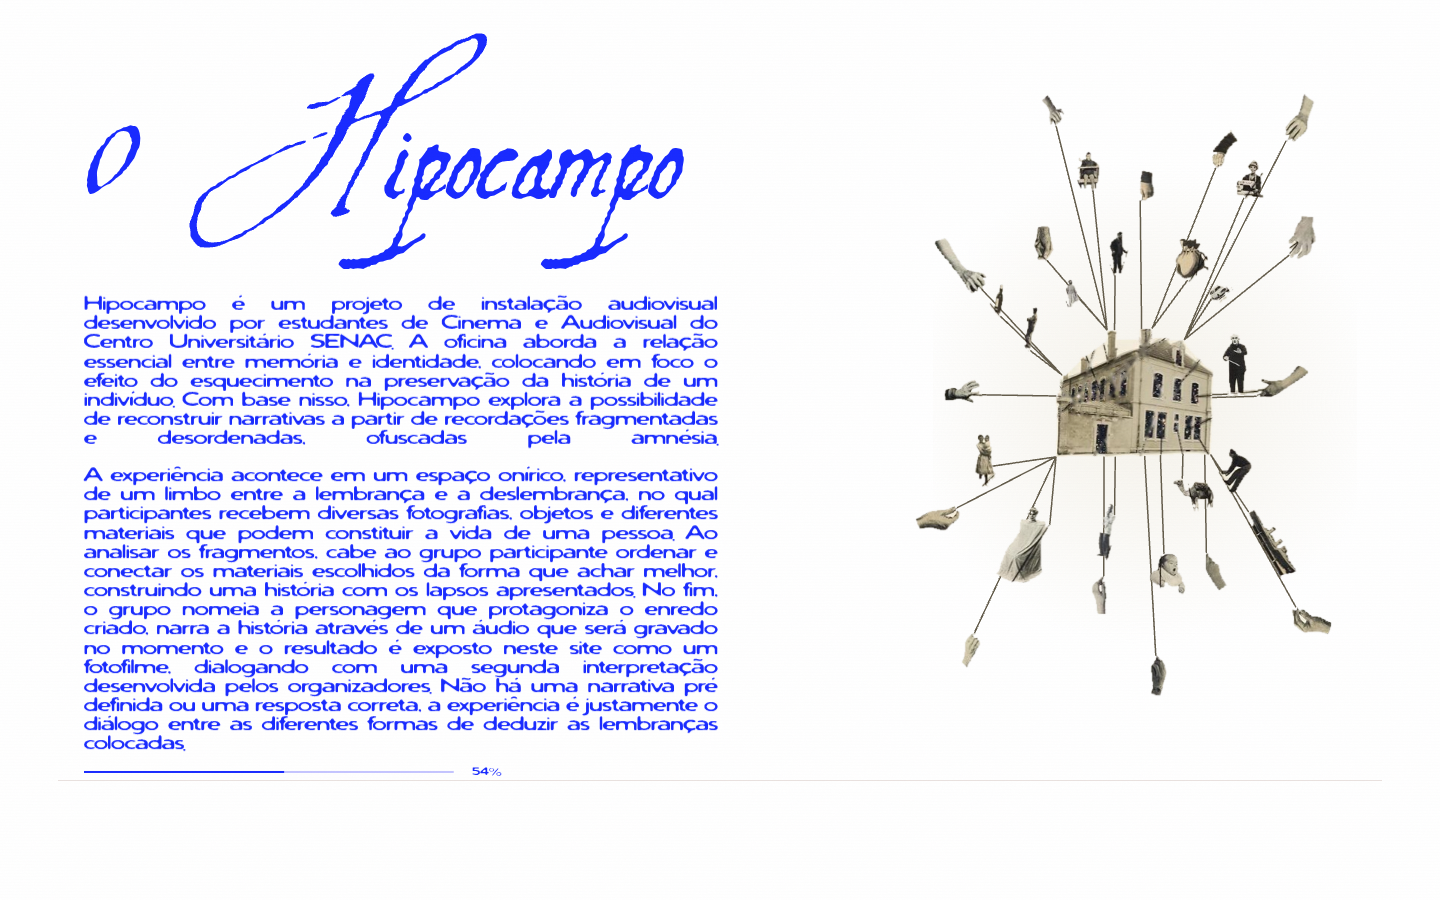 o Hipocampo
Hipocampo é um projeto de instalação audiovisual
desenvolvido por estudantes de Cinema e Audiovisual do
Centro Universitário SENAC. A oficina aborda a relação
essencial entre memória e identidade, colocando em foco o
efeito do esquecimento na preservação da história de um
indivíduo. Com base nisso, Hipocampo explora a possibilidade
de reconstruir narrativas a partir de recordações fragmentadas
e desordenadas, ofuscadas pela amnésia.
A experiência acontece em um espaço onírico, representativo
de um limbo entre a lembrança e a deslembrança, no qual
participantes recebem diversas fotografias, objetos e diferentes
materiais que podem constituir a vida de uma pessoa. Ao
analisar os fragmentos, cabe ao grupo participante ordenar e
conectar os materiais escolhidos da forma que achar melhor,
construindo uma história com os lapsos apresentados. No fim,
o grupo nomeia a personagem que protagoniza o enredo
criado, narra a história através de um áudio que será gravado
no momento e o resultado é exposto neste site como um
fotofilme, dialogando com uma segunda interpretação
desenvolvida pelos organizadores. Não há uma narrativa pré
definida ou uma resposta correta, a experiência é justamente o
diálogo entre as diferentes formas de deduzir as lembranças
colocadas.
54%